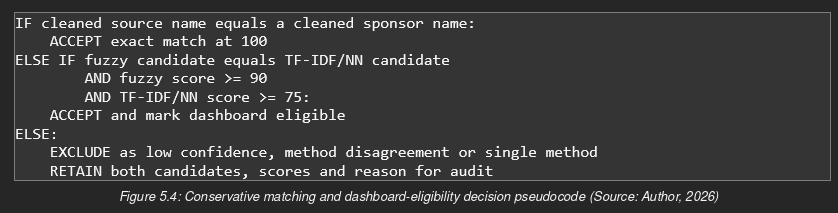 IF cleaned source name equals a cleaned sponsor name:
    ACCEPT exact match at 100
ELSE IF fuzzy candidate equals TF-IDF/NN candidate
        AND fuzzy score >= 90
        AND TF-IDF/NN score >= 75:
    ACCEPT and mark dashboard eligible
ELSE:
    EXCLUDE as low confidence, method disagreement or single method
    RETAIN both candidates, scores and reason for audit
Figure 5.4: Conservative matching and dashboard-eligibility decision pseudocode (Source: Author, 2026)